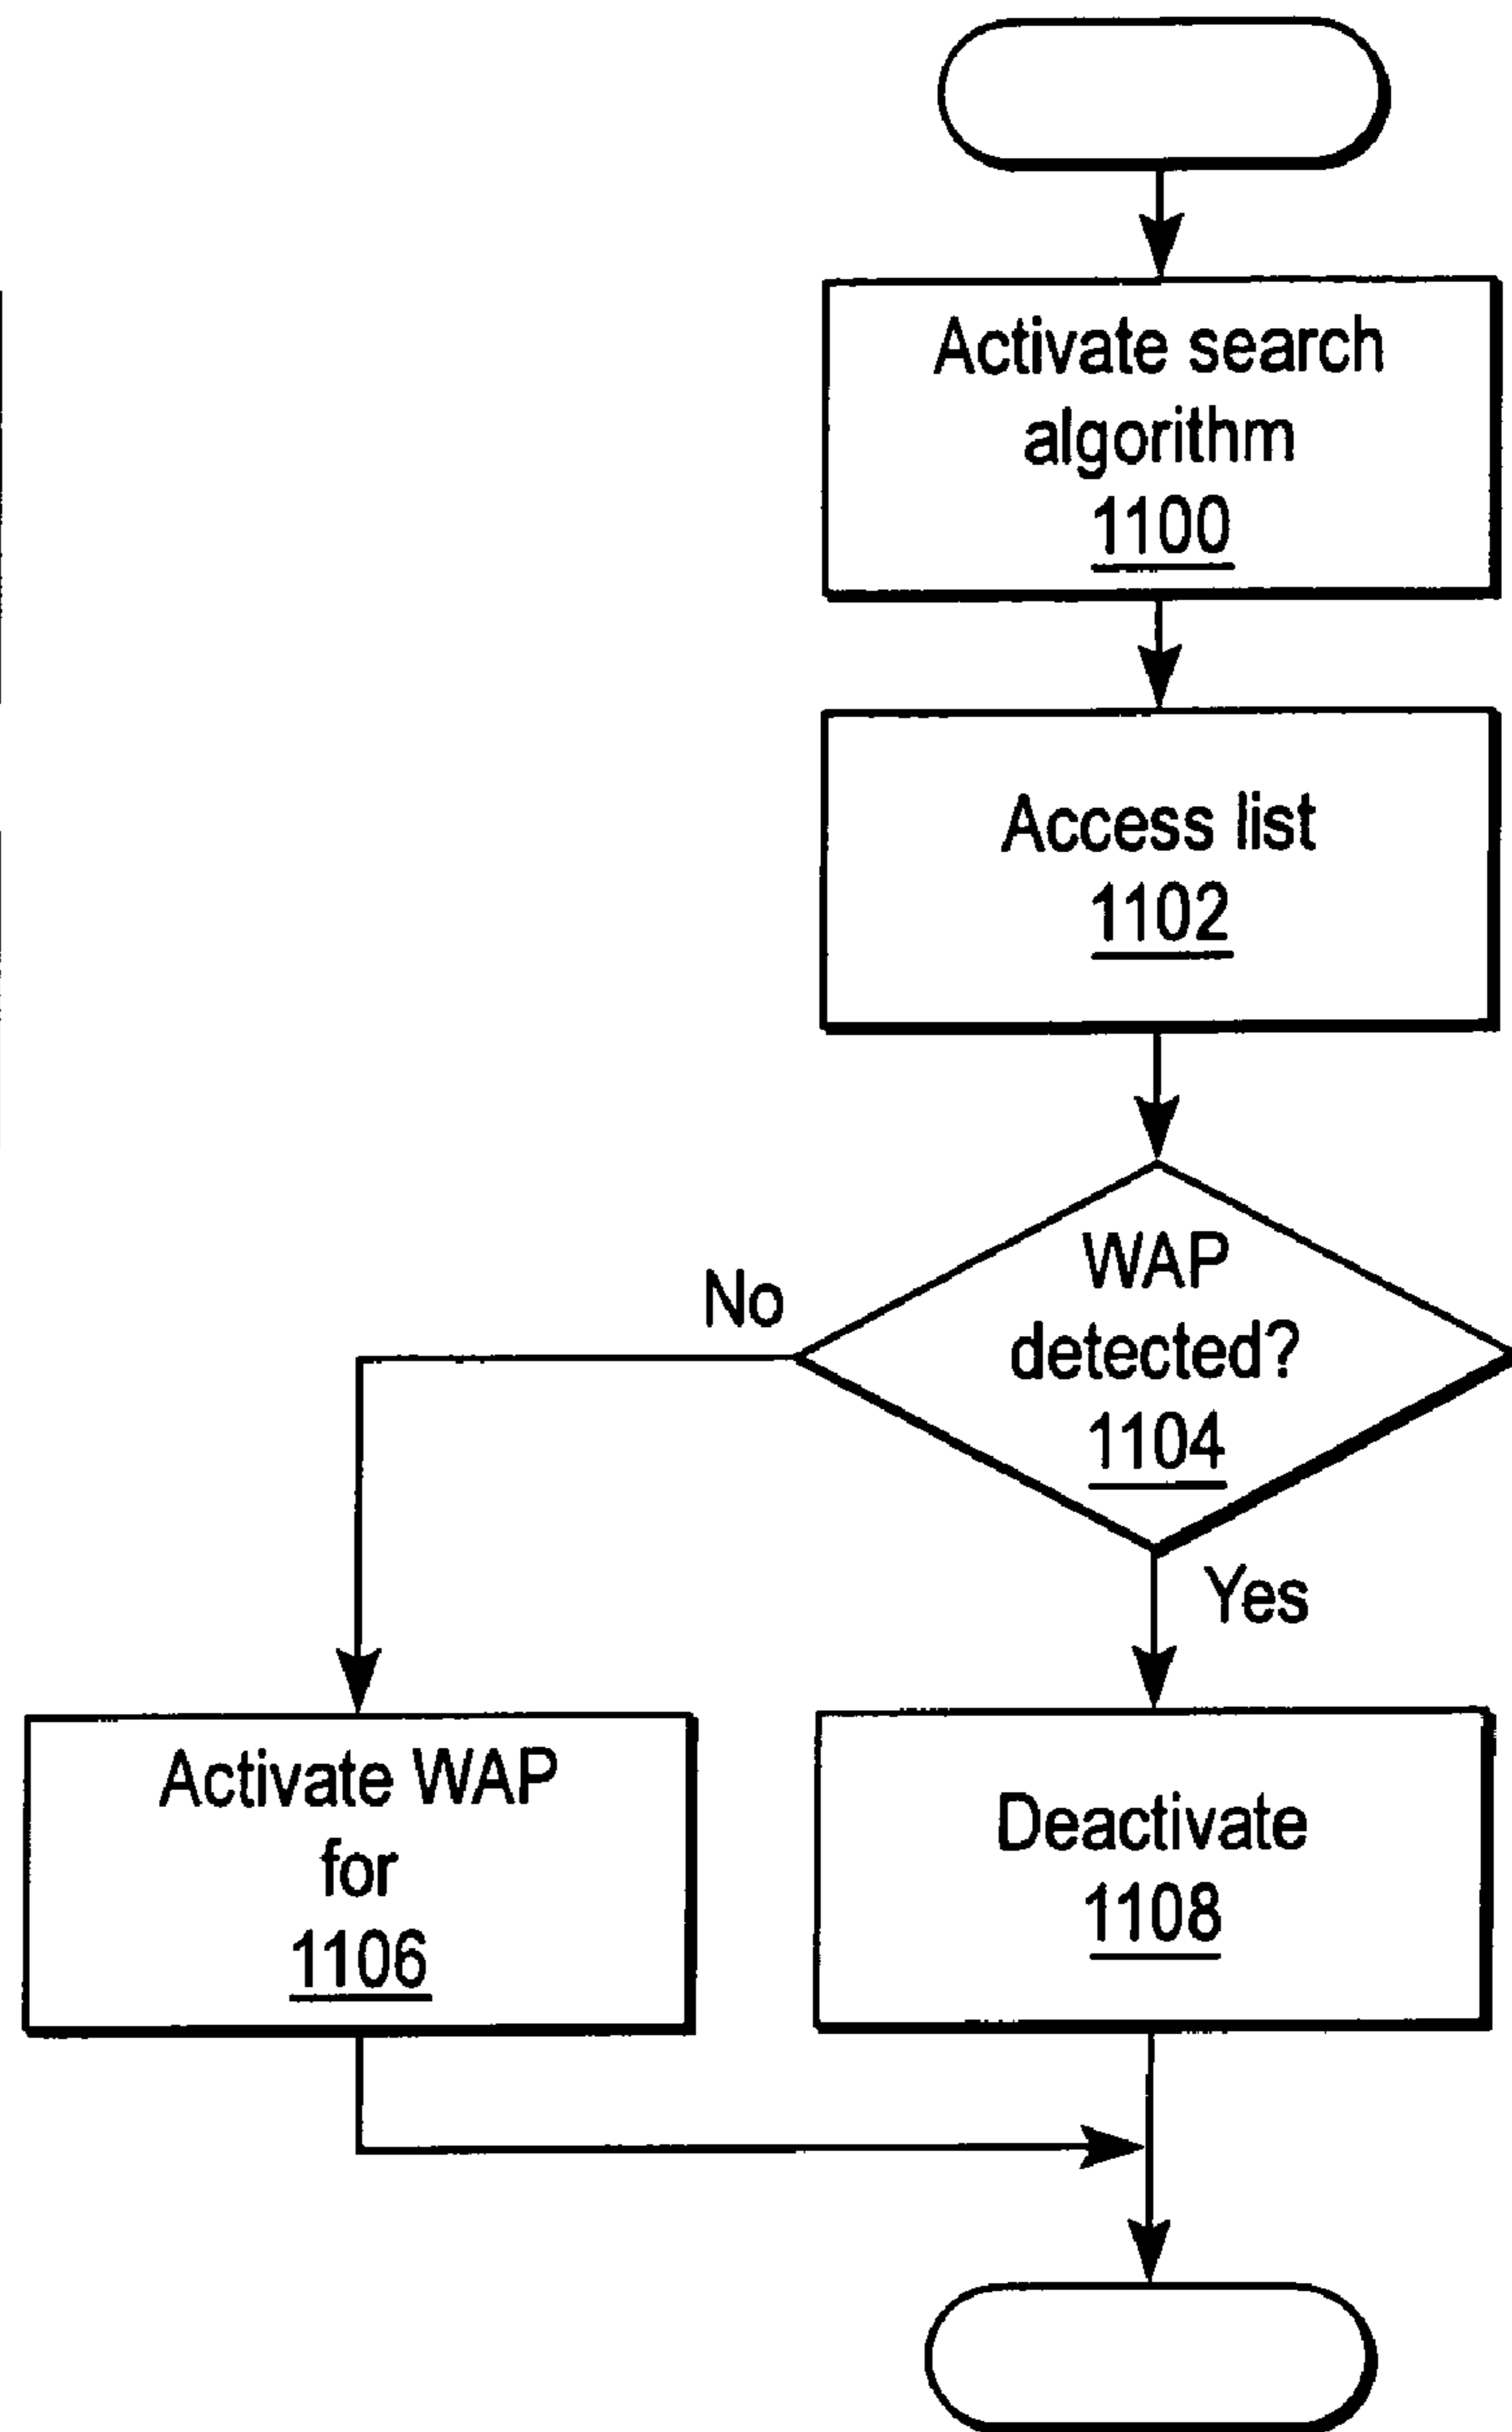 Activate search
algorithm
1100
Access list
1102
WAP
detected?
1104
No
Yes
Activate WAP
for
1106
Deactivate
1108